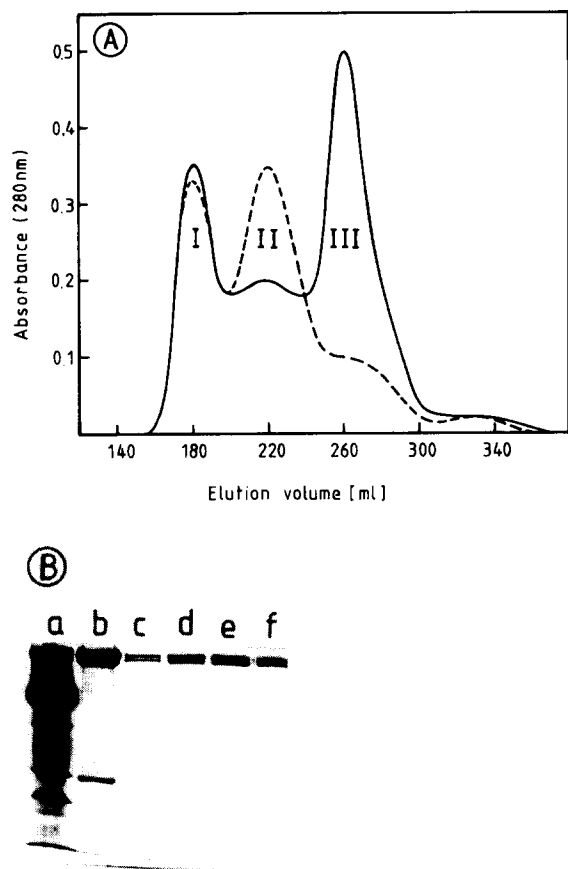 A
Absorbance (280nm)
0.5
0.4
0.3
0.2
0.1
I II III
140 180 220 260 300 340
Elution volume [ml]
B
a b c d e f